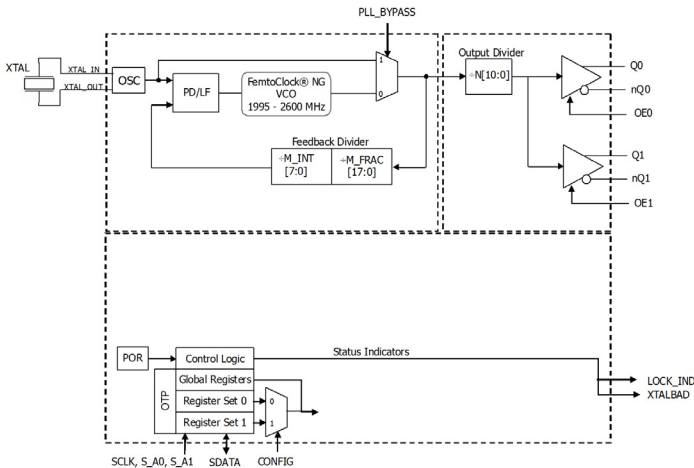 PLL_BYPASS
XTAL
XTAL_IN
XTAL_OUT
OSC
PD/LF
FemtoClock® NG
VCO
1995 - 2600 MHz
1
0
Output Divider
÷N[10:0]
Q0
nQ0
OE0
Feedback Divider
÷M_INT
[7:0]
÷M_FRAC
[17:0]
Q1
nQ1
OE1
POR
Control Logic
Status Indicators
OTP
Global Registers
Register Set 0
Register Set 1
0
1
LOCK_IND
XTALBAD
SCLK, S_A0, S_A1
SDATA
CONFIG